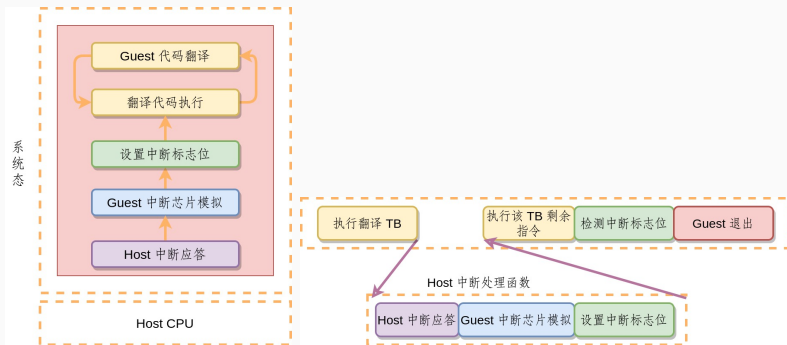 系
统
态
Guest 代码翻译
翻译代码执行
设置中断标志位
Guest 中断芯片模拟
Host 中断应答
Host CPU
执行翻译 TB
执行该 TB 剩余
指令
检测中断标志位
Guest 退出
Host 中断处理函数
Host 中断应答
Guest 中断芯片模拟
设置中断标志位